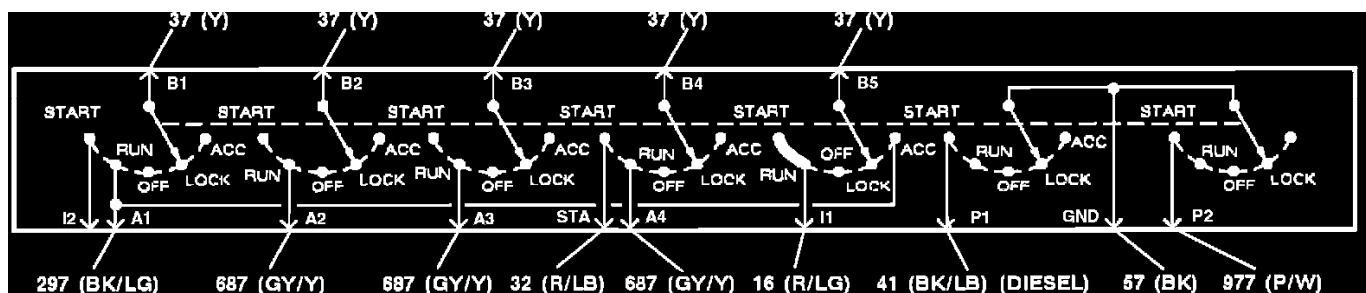 37 (Y) 37 (Y) 37 (Y) 37 (Y) 37 (Y)
B1 B2 B3 B4 B5
START START START START START START START
RUN OFF LOCK ACC
RUN OFF LOCK ACC
RUN OFF LOCK
RUN OFF LOCK ACC
RUN OFF LOCK ACC
RUN OFF LOCK
RUN OFF LOCK
I2 A1 A2 A3 STA A4 I1 P1 GND P2
297 (BK/LG) 687 (GY/Y) 687 (GY/Y) 32 (R/LB) 687 (GY/Y) 16 (R/LG) 41 (BK/LB) (DIESEL) 57 (BK) 977 (P/W)